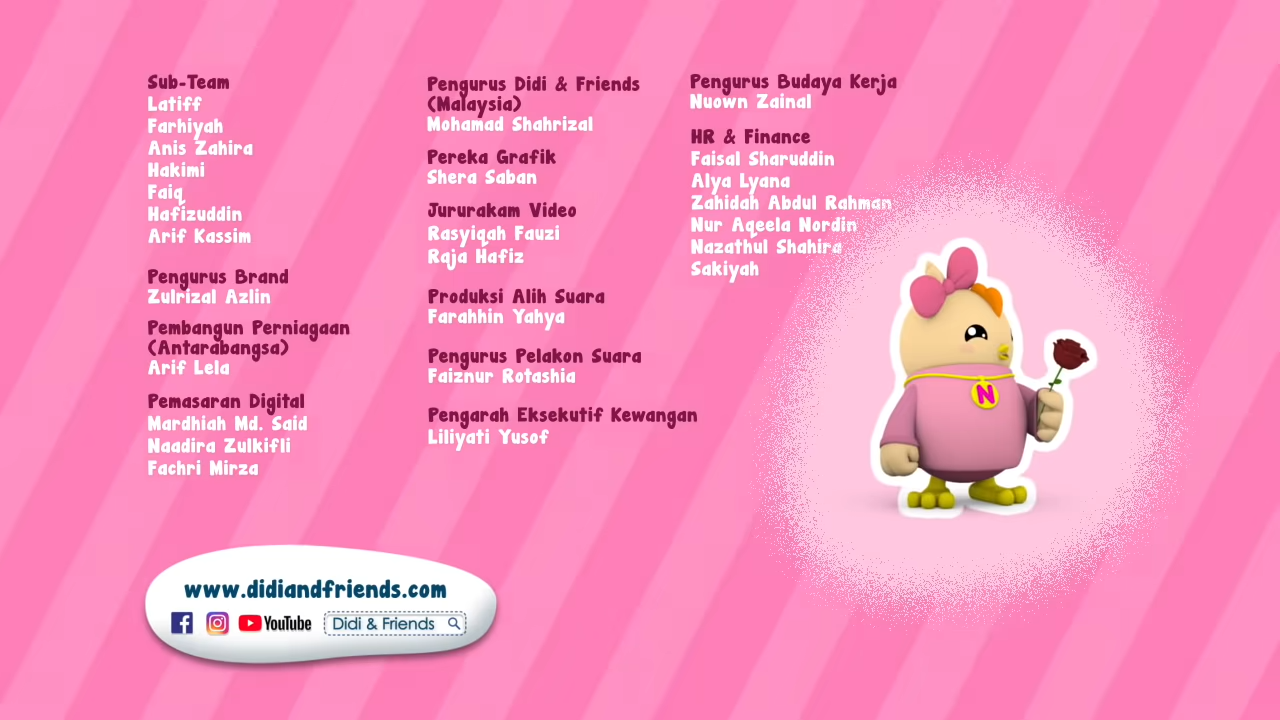 Sub-Team
Latiff
Farhiyah
Anis Zahira
Hakimi
Faiq
Hafizuddin
Arif Kassim
Pengurus Brand
Zulrizal Azlin
Pembangun Perniagaan
(Antarabangsa)
Arif Lela
Pemasaran Digital
Mardhiah Md. Said
Naadira Zulkifli
Fachri Mirza
Pengurus Didi & Friends
(Malaysia)
Mohamad Shahrizal
Pereka Grafik
Shera Saban
Jururakam Video
Rasyiqah Fauzi
Raja Hafiz
Produksi Alih Suara
Farahhin Yahya
Pengurus Pelakon Suara
Faiznur Rotashia
Pengarah Eksekutif Kewangan
Liliyati Yusof
Pengurus Budaya Kerja
Nuown Zainal
HR & Finance
Faisal Sharuddin
Alya Lyana
Zahidah Abdul Rahman
Nur Aqeela Nordin
Nazathul Shahira
Sakiyah
N
www.didiandfriends.com
YouTube Didi & Friends